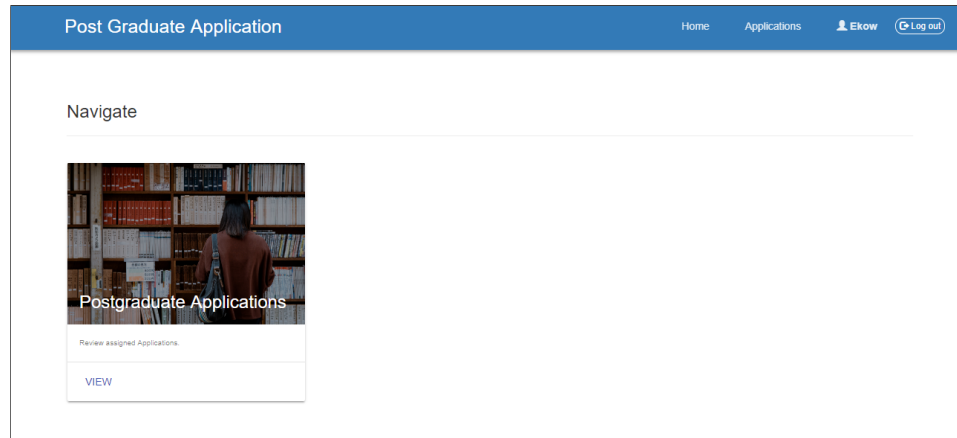 Post Graduate Application Home Applications Ekow Log out
Navigate
Postgraduate Applications
Review assigned Applications.
VIEW